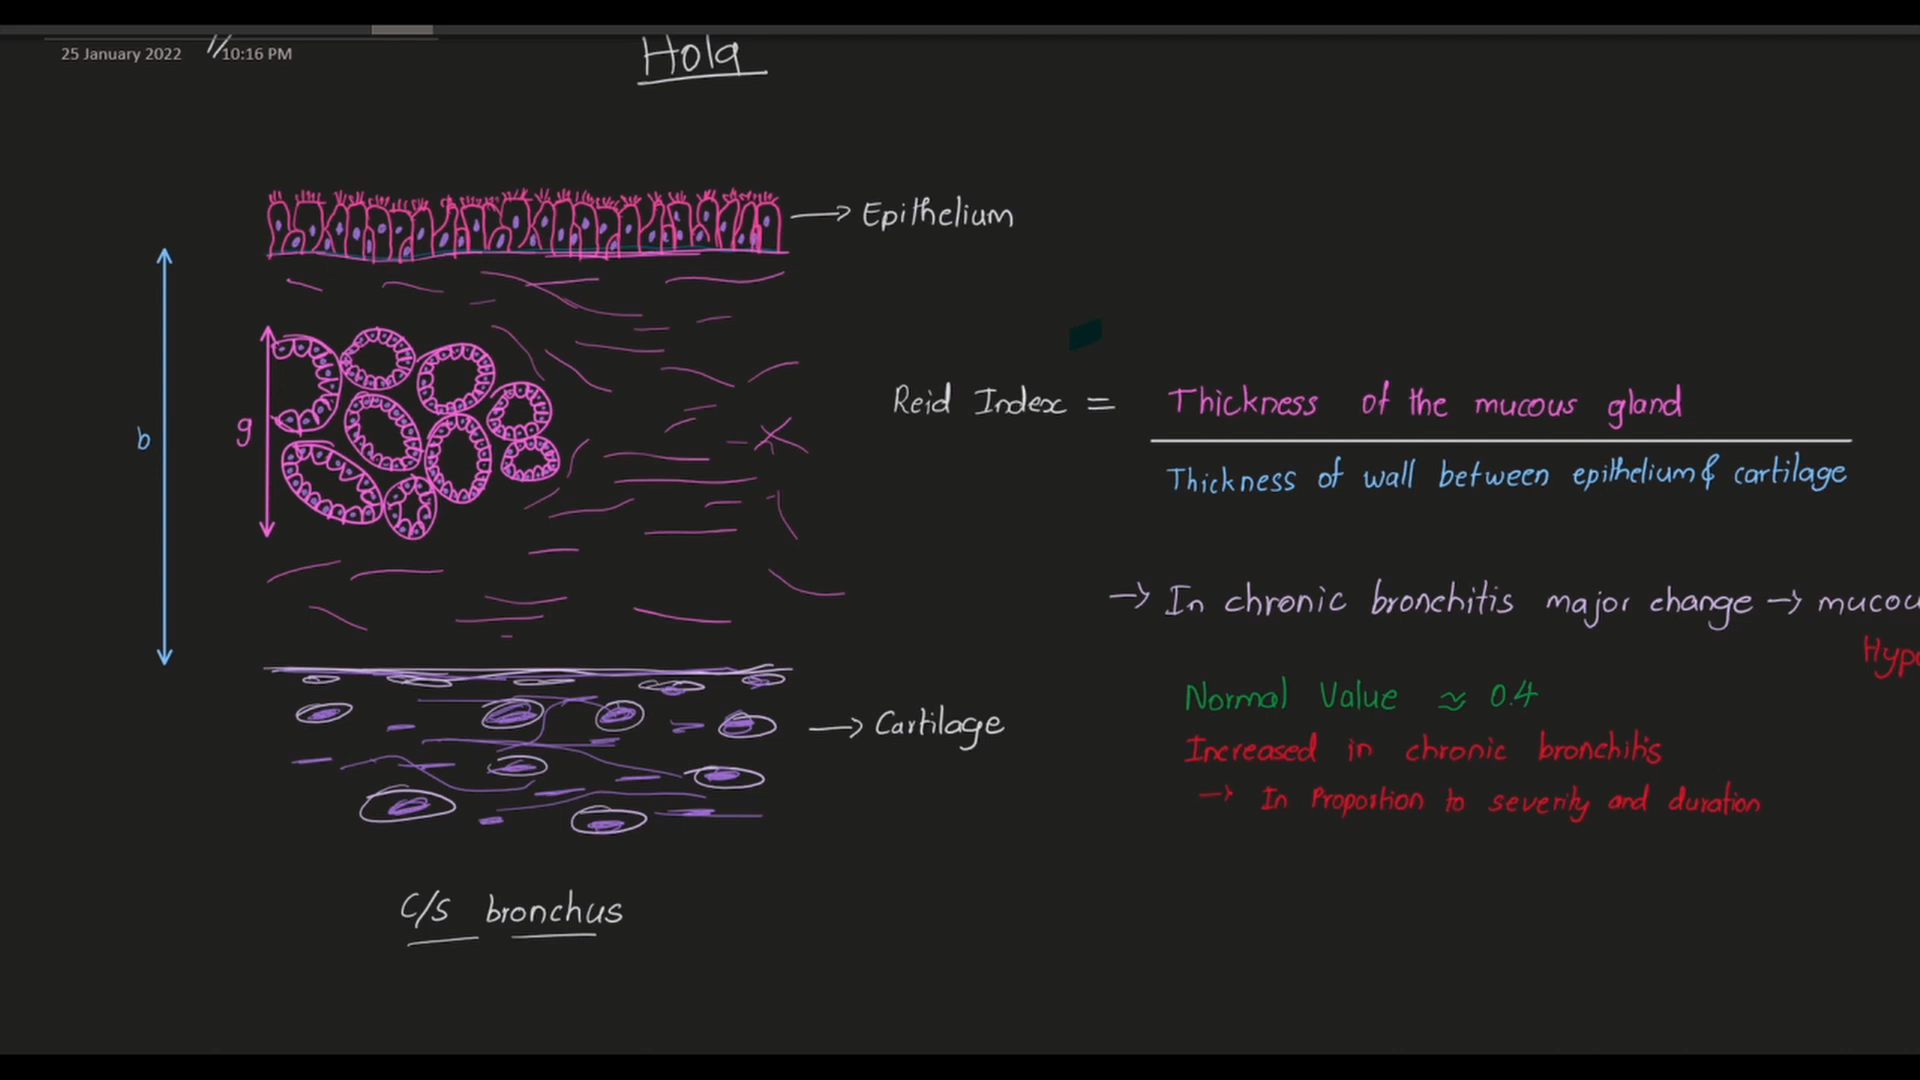 25 January 2022 10:16 PM
Hola
Epithelium
b
g
Reid Index =
Thickness of the mucous gland
Thickness of wall between epithelium & cartilage
→ In chronic bronchitis major change → mucou
Hype
Normal Value ≈ 0.4
Increased in chronic bronchitis
→ In Proportion to severity and duration
Cartilage
C/S bronchus